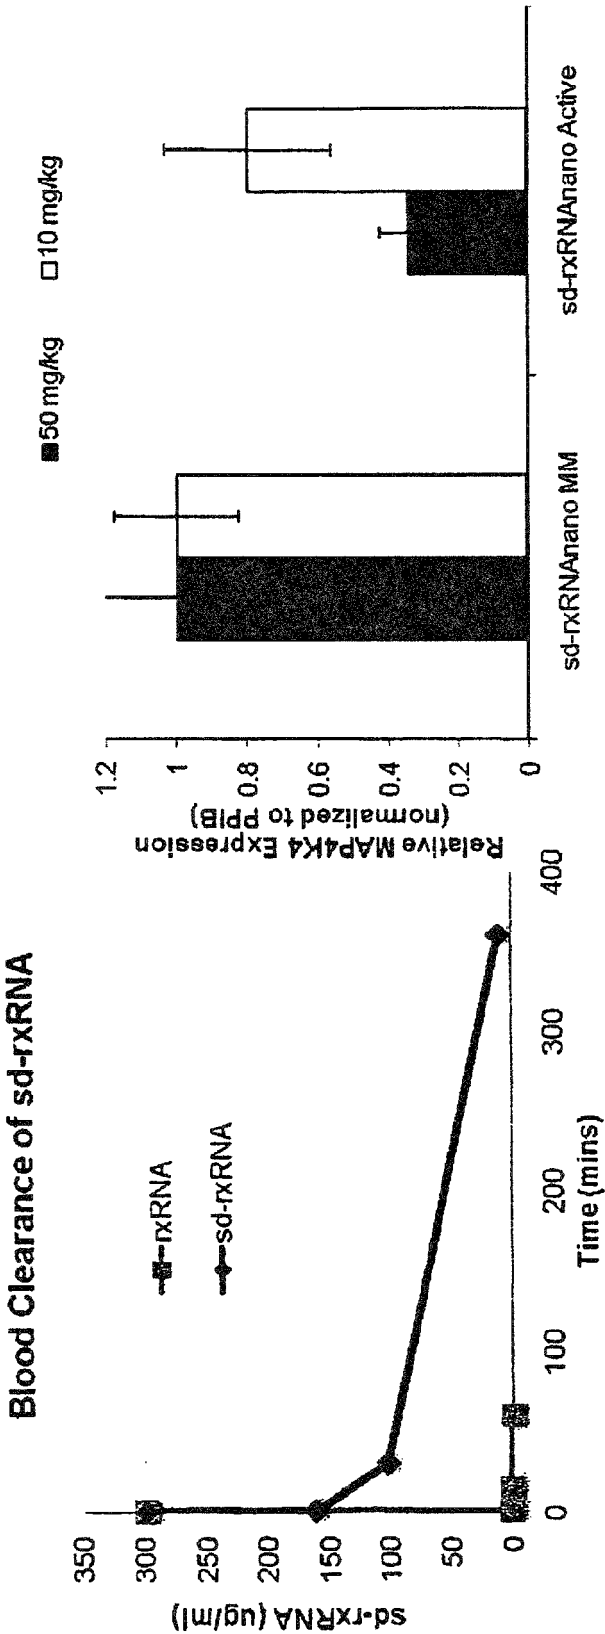 Blood Clearance of sd-rxRNA
350
300
250
200
150
100
50
0
sd-rxRNA (ug/ml)
rxRNA
sd-rxRNA
0
100
200
300
400
Time (mins)
50 mg/kg
10 mg/kg
Relative MAP4K4 Expression
(normalized to PPIB)
1.2
1
0.8
0.6
0.4
0.2
0
sd-rxRNAnano MM
sd-rxRNAnano Active